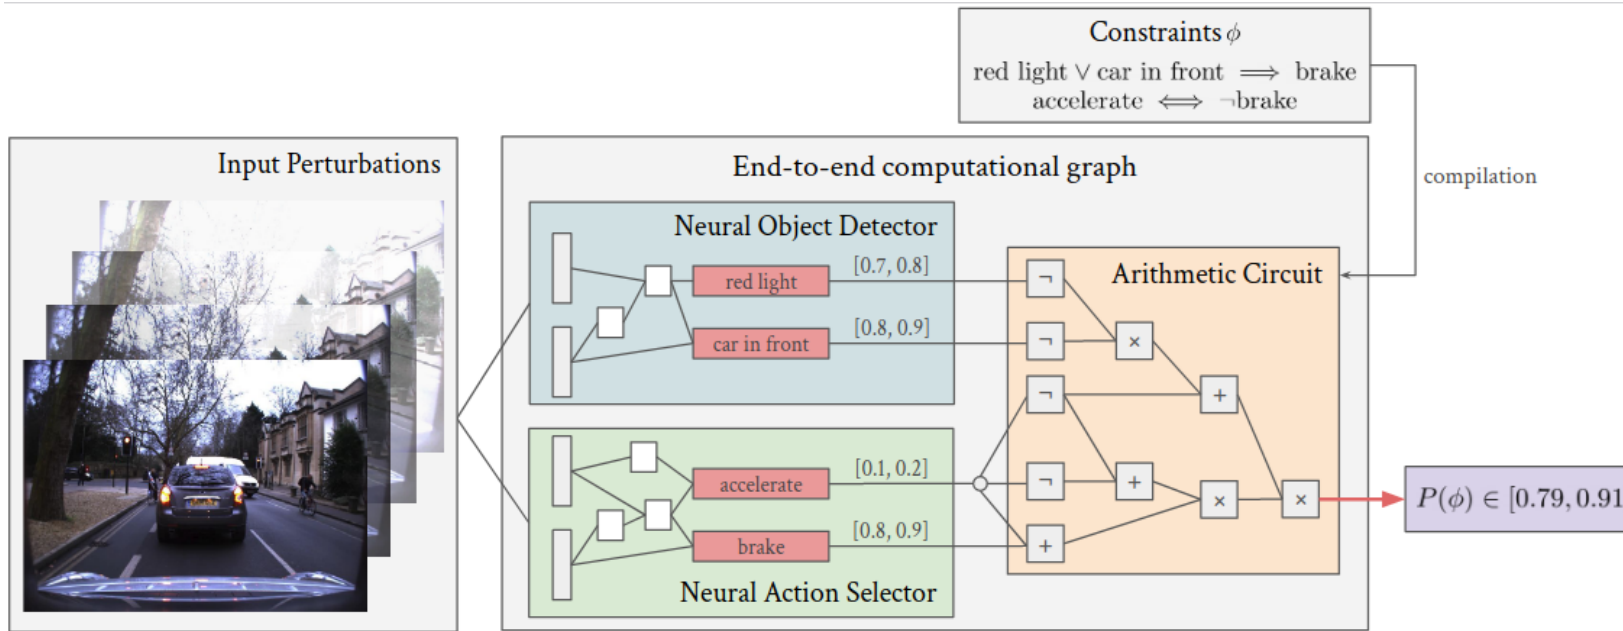 Constraints ϕ
red light ∨ car in front ⟹ brake
accelerate ⟺ ¬brake
Input Perturbations
End-to-end computational graph
compilation
Neural Object Detector
red light
[0.7, 0.8]
car in front
[0.8, 0.9]
Arithmetic Circuit
¬
¬
×
¬
+
accelerate
[0.1, 0.2]
¬
+
×
×
brake
[0.8, 0.9]
+
Neural Action Selector
P(ϕ) ∈ [0.79, 0.91